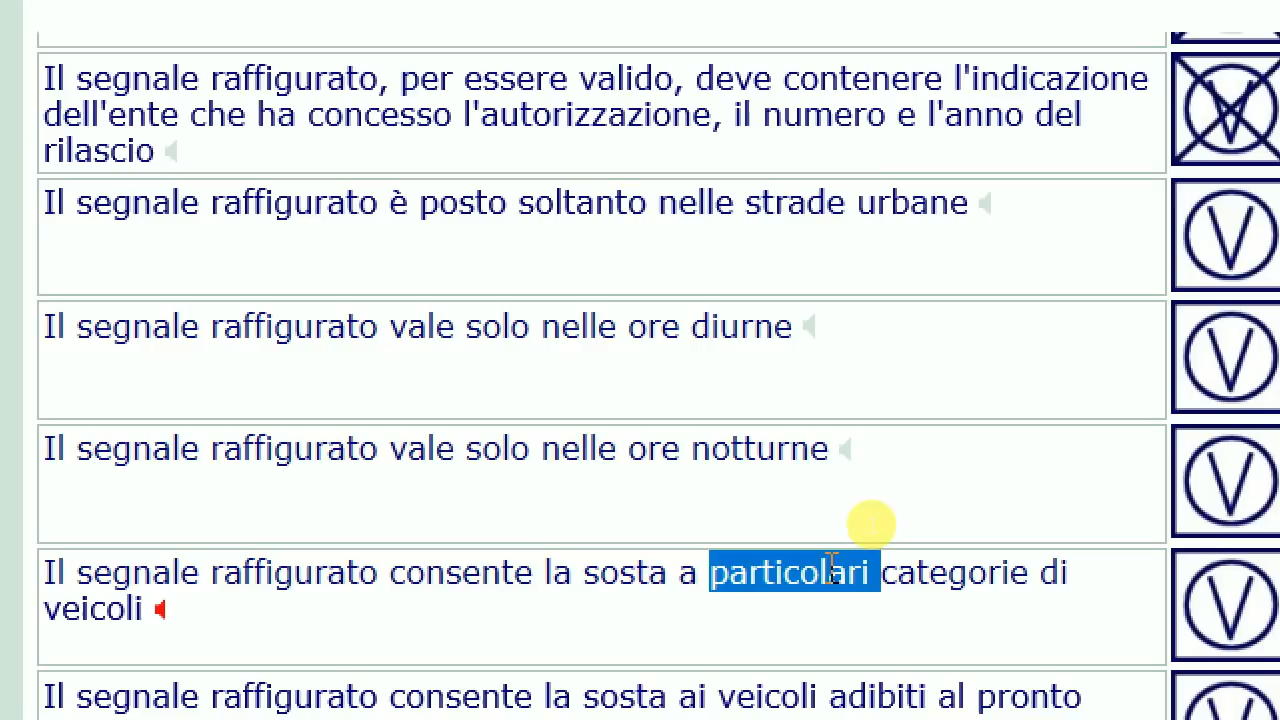 Il segnale raffigurato, per essere valido, deve contenere l'indicazione
dell'ente che ha concesso l'autorizzazione, il numero e l'anno del
rilascio
V
Il segnale raffigurato è posto soltanto nelle strade urbane
V
Il segnale raffigurato vale solo nelle ore diurne
V
Il segnale raffigurato vale solo nelle ore notturne
V
Il segnale raffigurato consente la sosta a particolari categorie di
veicoli
V
Il segnale raffigurato consente la sosta ai veicoli adibiti al pronto